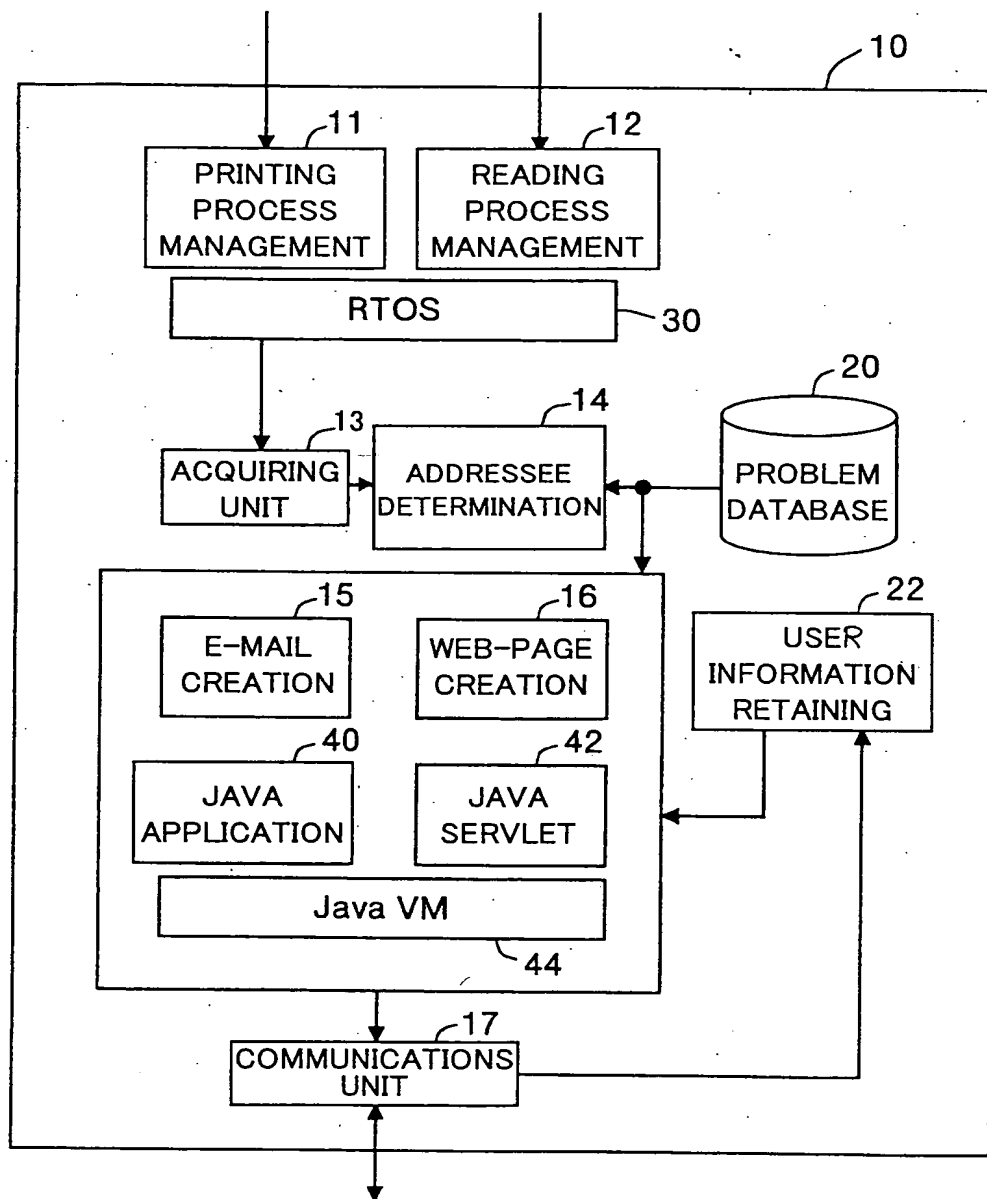 10
11
12
PRINTING
PROCESS
MANAGEMENT
READING
PROCESS
MANAGEMENT
RTOS
30
20
14
13
ACQUIRING
UNIT
ADDRESSEE
DETERMINATION
PROBLEM
DATABASE
15
16
22
E-MAIL
CREATION
WEB-PAGE
CREATION
USER
INFORMATION
RETAINING
40
42
JAVA
APPLICATION
JAVA
SERVLET
Java VM
44
17
COMMUNICATIONS
UNIT